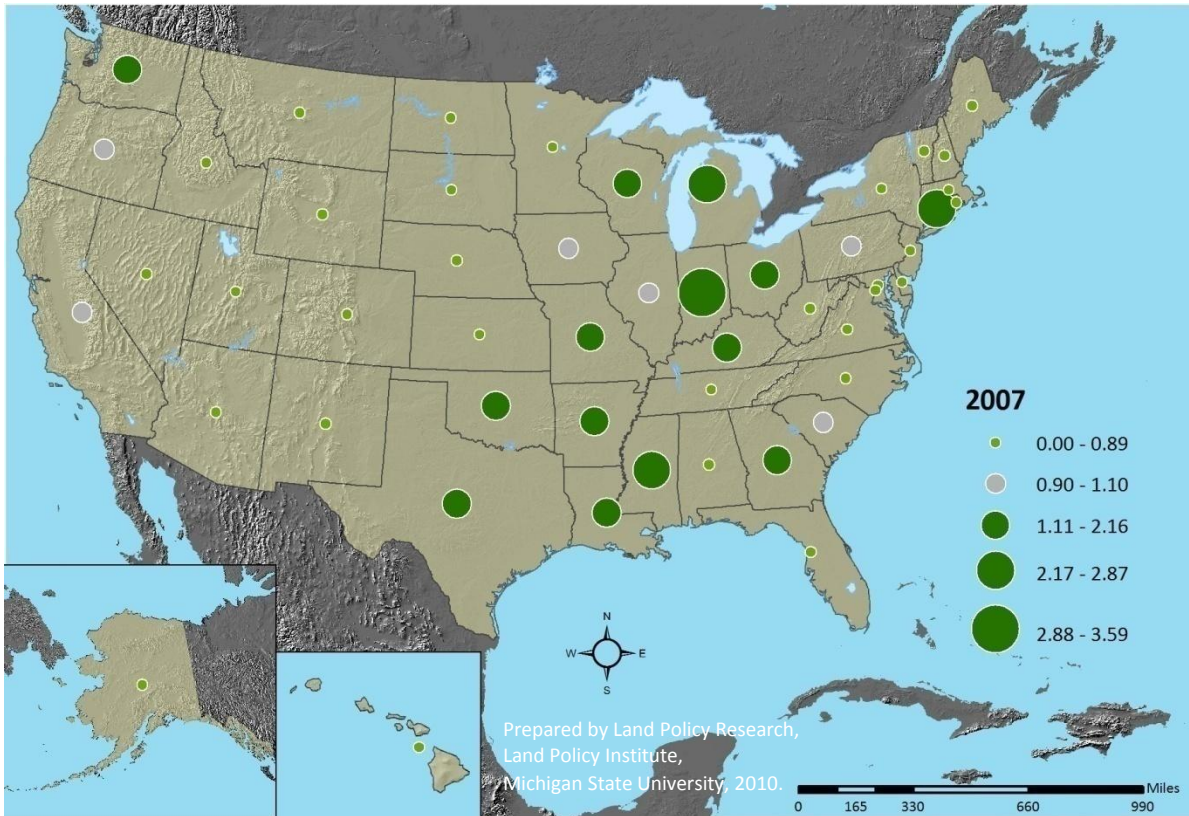 2007
0.00 - 0.89
0.90 - 1.10
1.11 - 2.16
2.17 - 2.87
2.88 - 3.59
N
W E
S
Prepared by Land Policy Research,
Land Policy Institute,
Michigan State University, 2010.
Miles
0 165 330 660 990